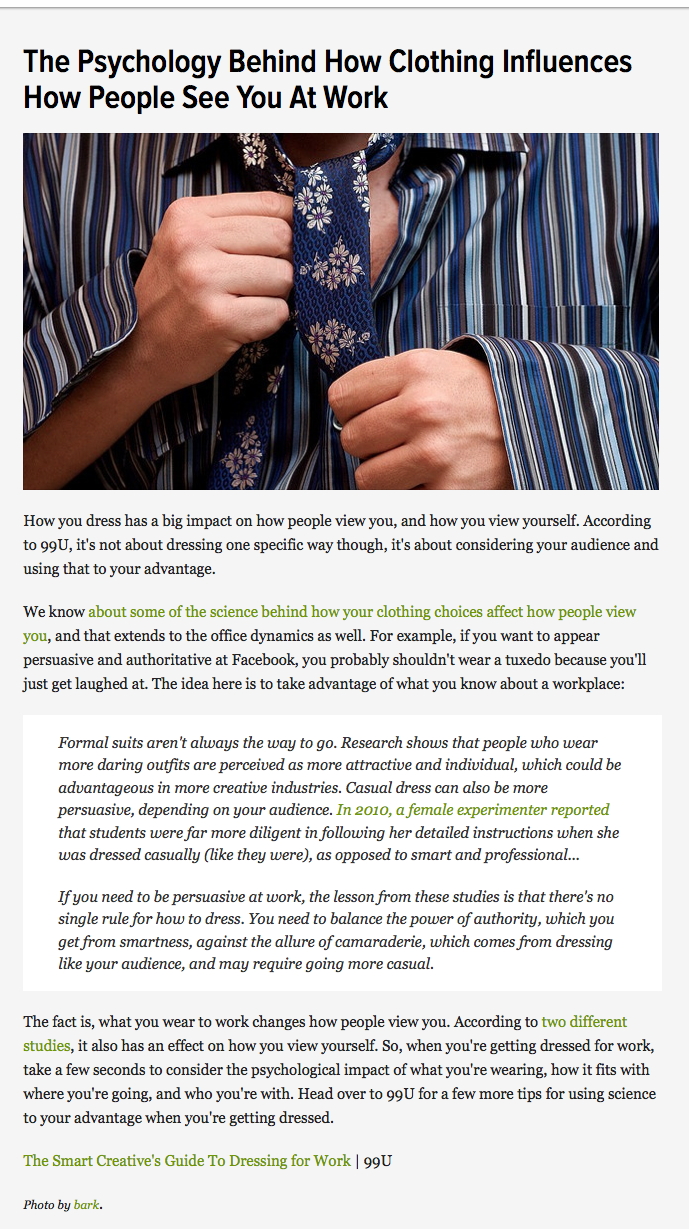 The Psychology Behind How Clothing Influences
How People See You At Work
How you dress has a big impact on how people view you, and how you view yourself. According
to 99U, it's not about dressing one specific way though, it's about considering your audience and
using that to your advantage.
We know about some of the science behind how your clothing choices affect how people view
you, and that extends to the office dynamics as well. For example, if you want to appear
persuasive and authoritative at Facebook, you probably shouldn't wear a tuxedo because you'll
just get laughed at. The idea here is to take advantage of what you know about a workplace:
Formal suits aren't always the way to go. Research shows that people who wear
more daring outfits are perceived as more attractive and individual, which could be
advantageous in more creative industries. Casual dress can also be more
persuasive, depending on your audience. In 2010, a female experimenter reported
that students were far more diligent in following her detailed instructions when she
was dressed casually (like they were), as opposed to smart and professional...
If you need to be persuasive at work, the lesson from these studies is that there's no
single rule for how to dress. You need to balance the power of authority, which you
get from smartness, against the allure of camaraderie, which comes from dressing
like your audience, and may require going more casual.
The fact is, what you wear to work changes how people view you. According to two different
studies, it also has an effect on how you view yourself. So, when you're getting dressed for work,
take a few seconds to consider the psychological impact of what you're wearing, how it fits with
where you're going, and who you're with. Head over to 99U for a few more tips for using science
to your advantage when you're getting dressed.
The Smart Creative's Guide To Dressing for Work | 99U
Photo by bark.